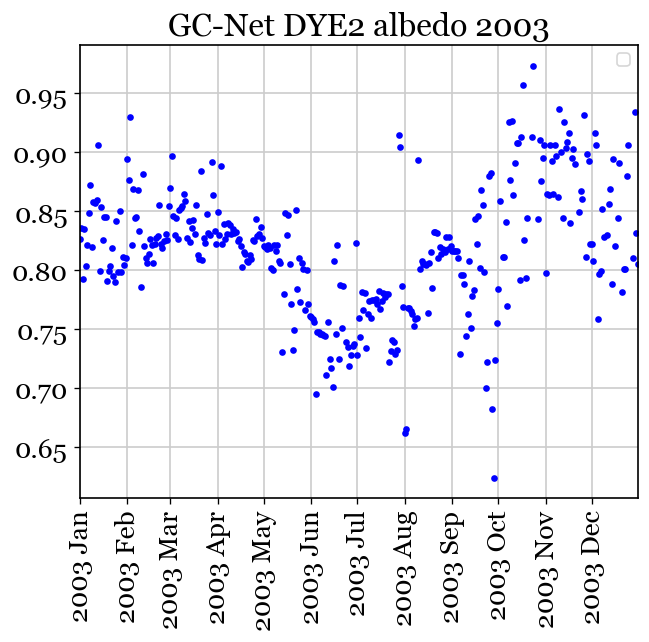 GC-Net DYE2 albedo 2003
0.95
0.90
0.85
0.80
0.75
0.70
0.65
2003 Jan
2003 Feb
2003 Mar
2003 Apr
2003 May
2003 Jun
2003 Jul
2003 Aug
2003 Sep
2003 Oct
2003 Nov
2003 Dec